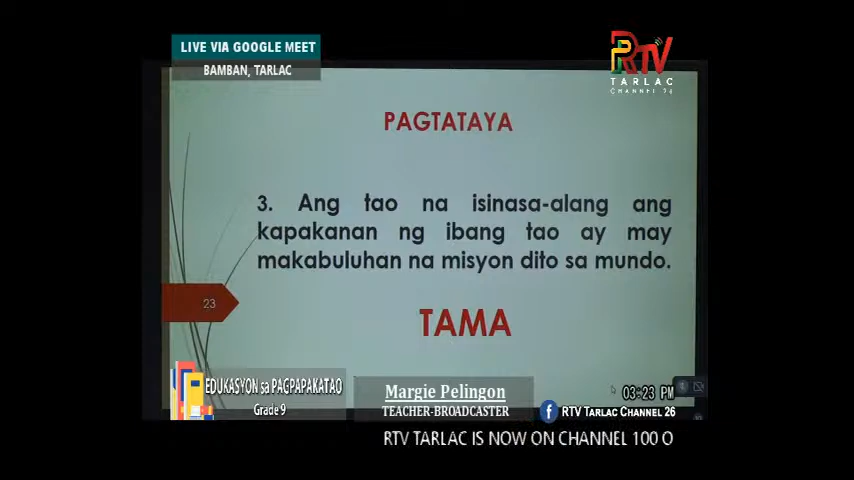 LIVE VIA GOOGLE MEET
BAMBAN, TARLAC
RTV
TARLAC
CHANNEL 26
PAGTATAYA
3. Ang tao na isinasa-alang ang
kapakanan ng ibang tao ay may
makabuluhan na misyon dito sa mundo.
23
TAMA
EDUKASYON sa PAGPAPAKATAO
Grade 9
Margie Pelingon
TEACHER-BROADCASTER
03:23 PM
RTV TARLAC CHANNEL 26
RTV TARLAC IS NOW ON CHANNEL 100 O